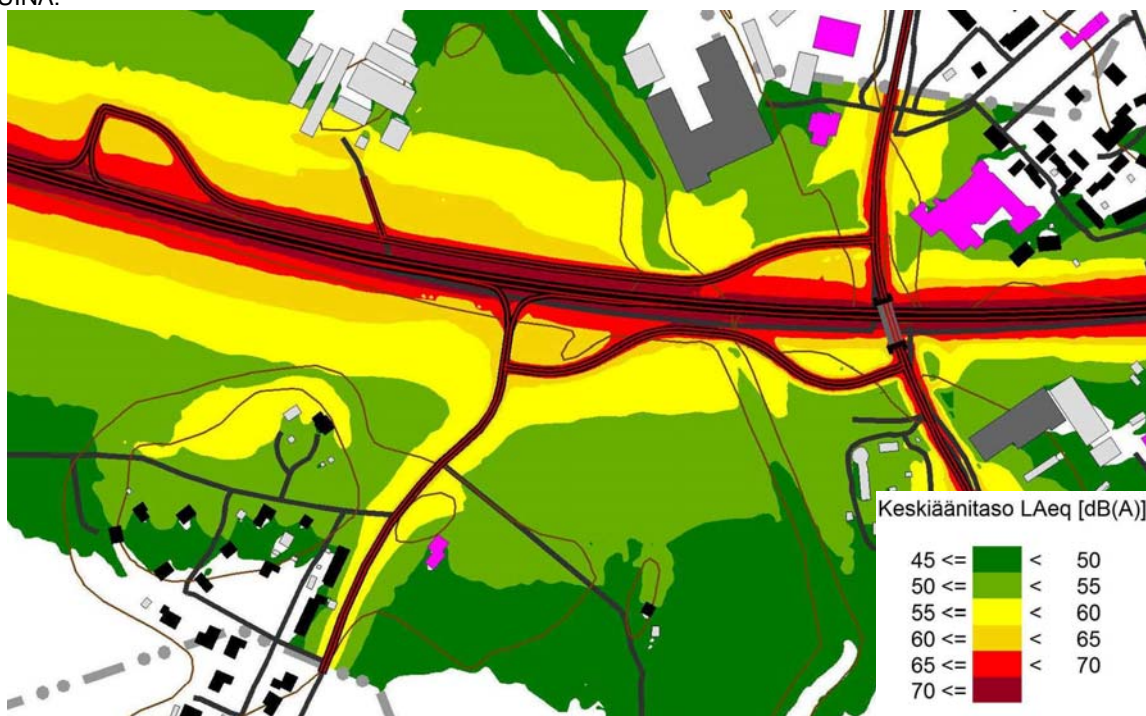 Keskiäänitaso LAeq [dB(A)]
45 <= < 50
50 <= < 55
55 <= < 60
60 <= < 65
65 <= < 70
70 <=